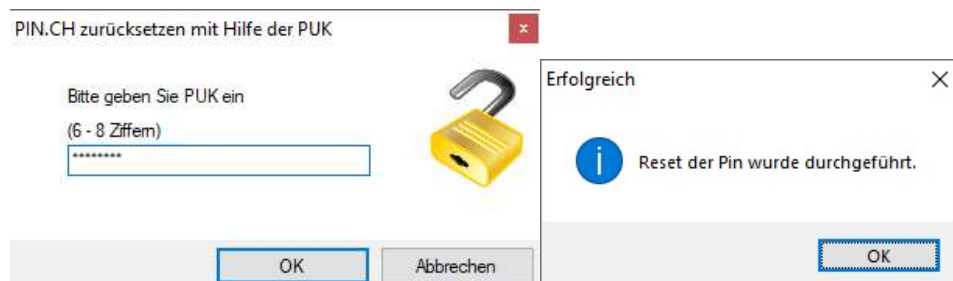 PIN.CH zurücksetzen mit Hilfe der PUK
x
Bitte geben Sie PUK ein
(6 - 8 Ziffern)
********
OK
Abbrechen
Erfolgreich
i
Reset der Pin wurde durchgeführt.
OK